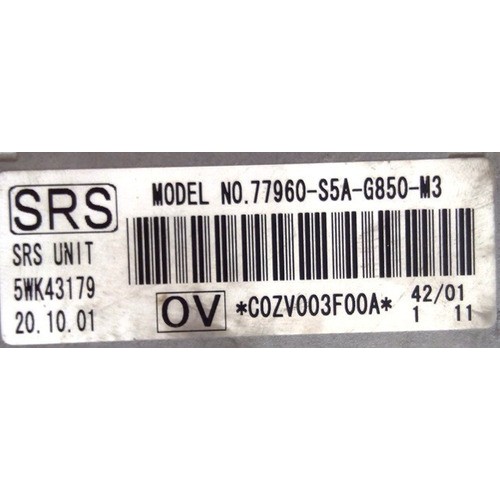 SRS
SRS UNIT
5WK43179
20.10.01
MODEL NO.77960-S5A-G850-M3
OV
*C0ZV003F00A*
42/01
1 11